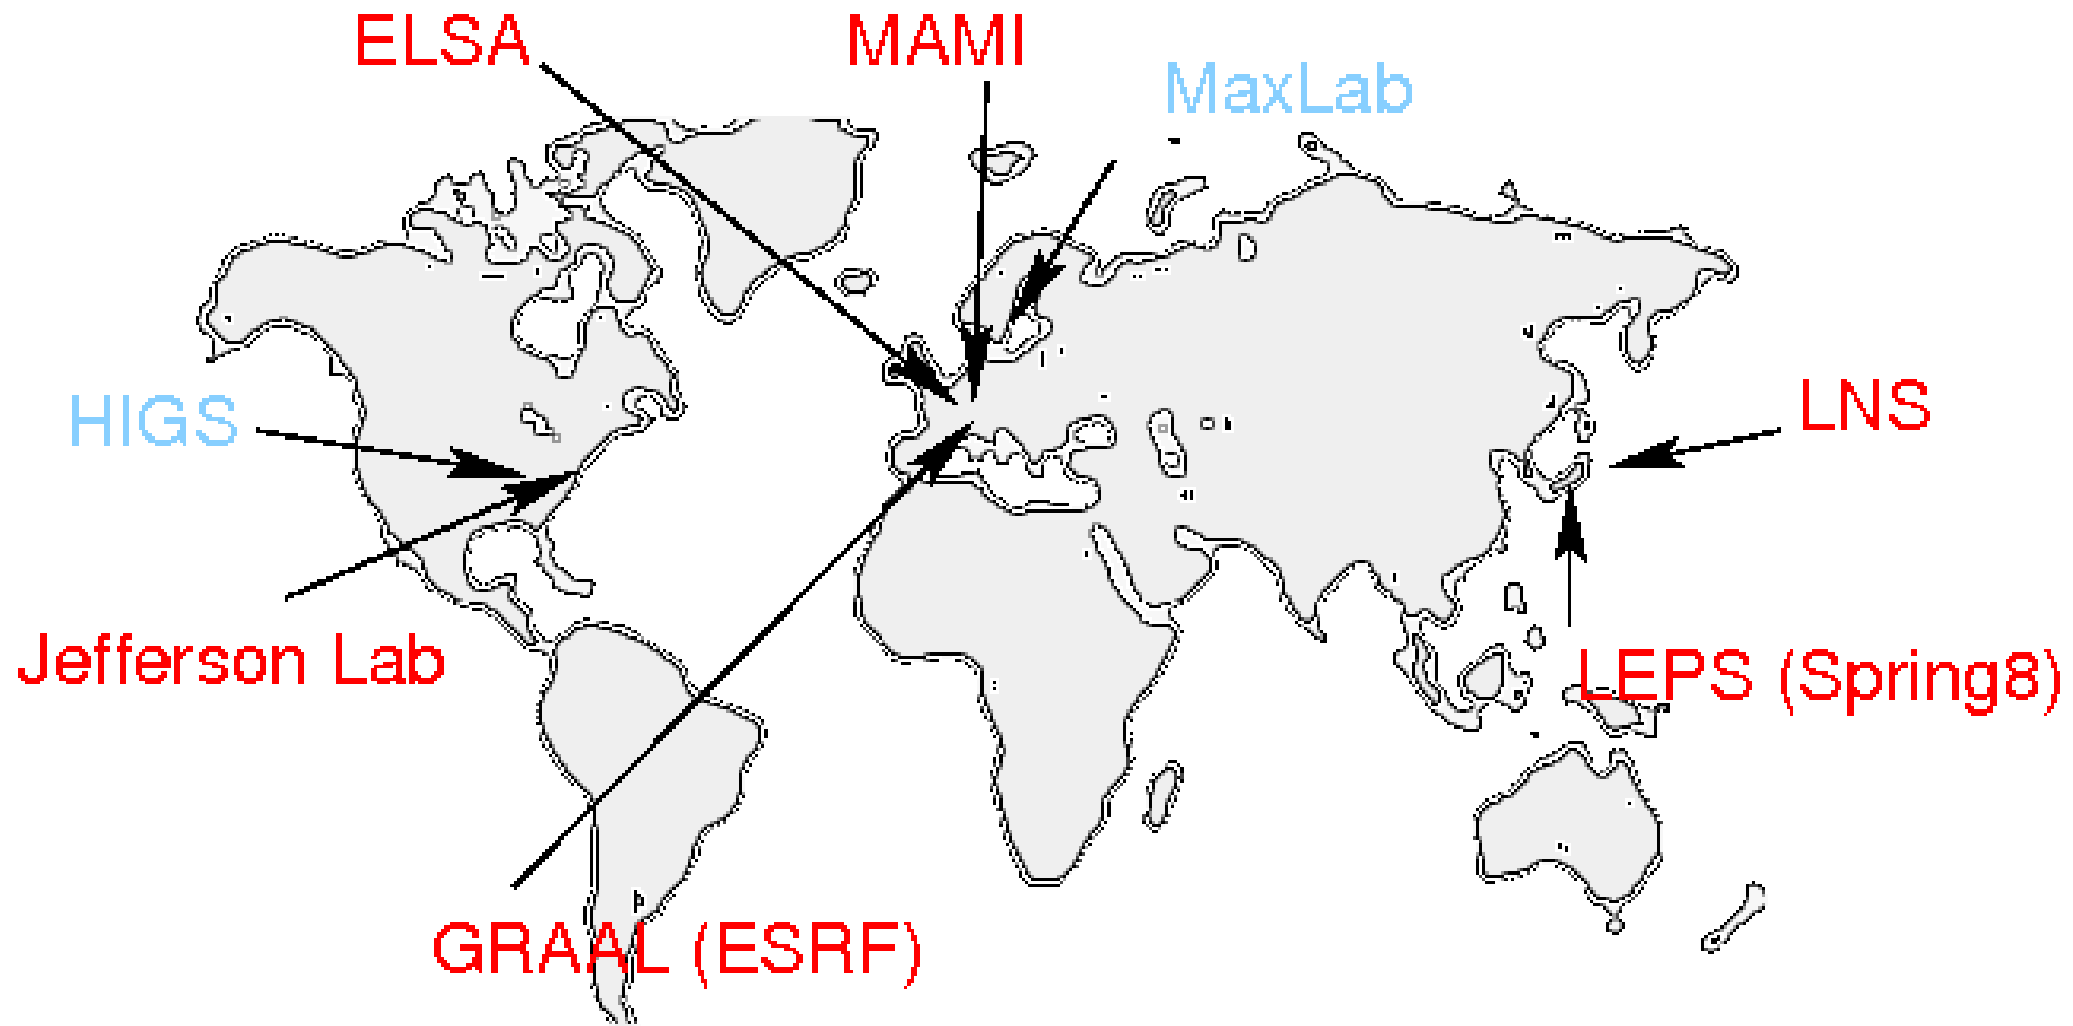 ELSA
MAMI
MaxLab
HIGS
LNS
Jefferson Lab
LEPS (Spring8)
GRAAL (ESRF)